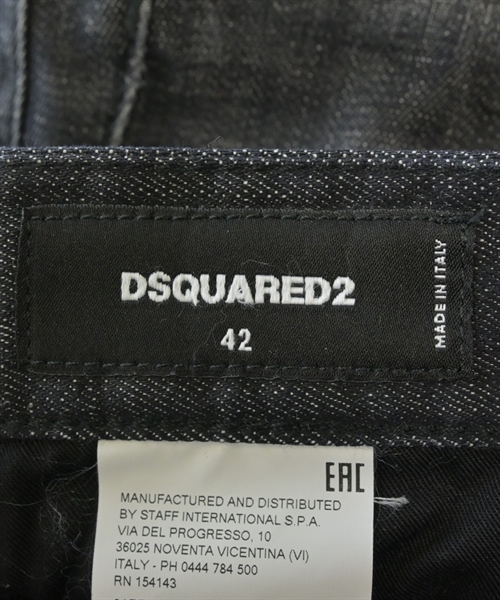 DSQUARED2
42
MADE IN ITALY
EAC
MANUFACTURED AND DISTRIBUTED
BY STAFF INTERNATIONAL S.P.A.
VIA DEL PROGRESSO, 10
36025 NOVENTA VICENTINA (VI)
ITALY - PH 0444 784 500
RN 154143